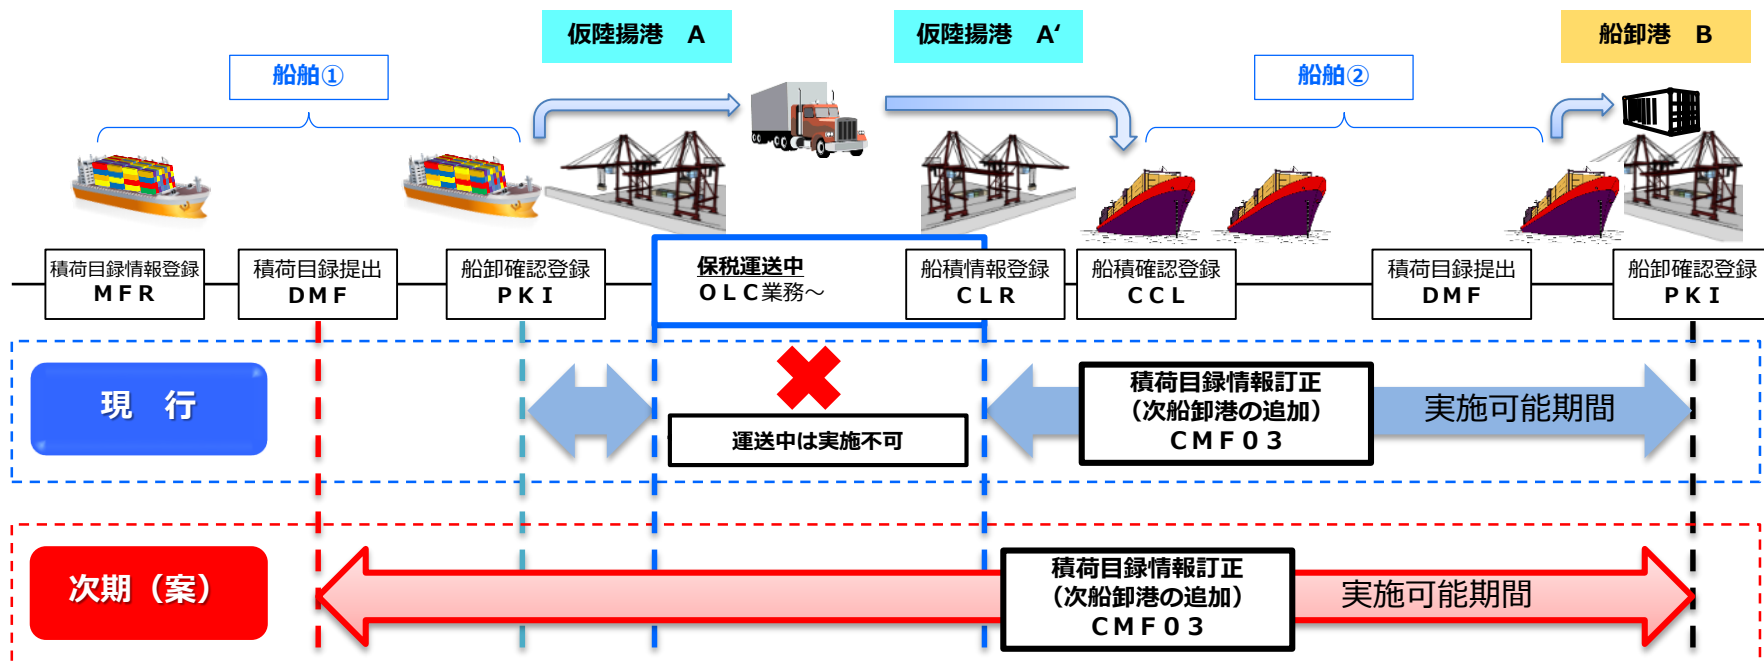 仮陸揚港　A
仮陸揚港　A‘
船卸港　B
船舶①
船舶②
積荷目録情報登録
ＭＦＲ
積荷目録提出
ＤＭＦ
船卸確認登録
ＰＫＩ
保税運送中
ＯＬＣ業務～
船積情報登録
ＣＬＲ
船積確認登録
ＣＣＬ
積荷目録提出
ＤＭＦ
船卸確認登録
ＰＫＩ
現　行
運送中は実施不可
積荷目録情報訂正
（次船卸港の追加）
ＣＭＦ０３
実施可能期間
次期（案）
積荷目録情報訂正
（次船卸港の追加）
ＣＭＦ０３
実施可能期間